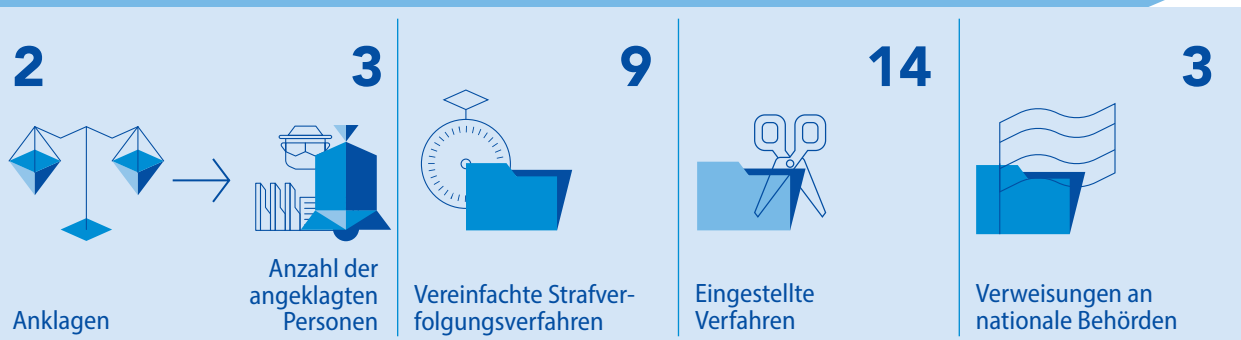 2
Anklagen
3
Anzahl der
angeklagten
Personen
9
Vereinfachte Strafver-
folgungsverfahren
14
Eingestellte
Verfahren
3
Verweisungen an
nationale Behörden